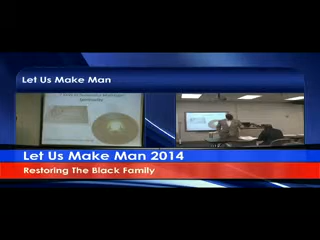 Let Us Make Man
Let Us Make Man 2014
Restoring The Black Family